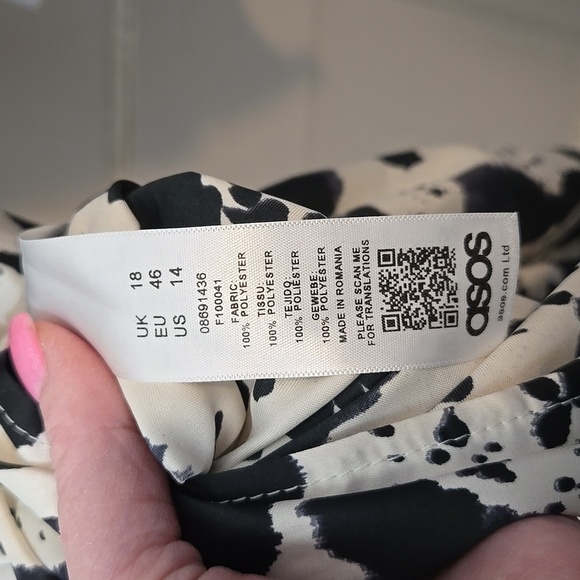 UK 18
EU 46
US 14
08691436
F100041
FABRIC:
100% POLYESTER
TISSU:
100% POLYESTER
TEJIDO:
100% POLIÉSTER
GEWEBE:
100% POLYESTER
MADE IN ROMANIA
PLEASE SCAN ME
FOR TRANSLATIONS
asos
asos.com Ltd